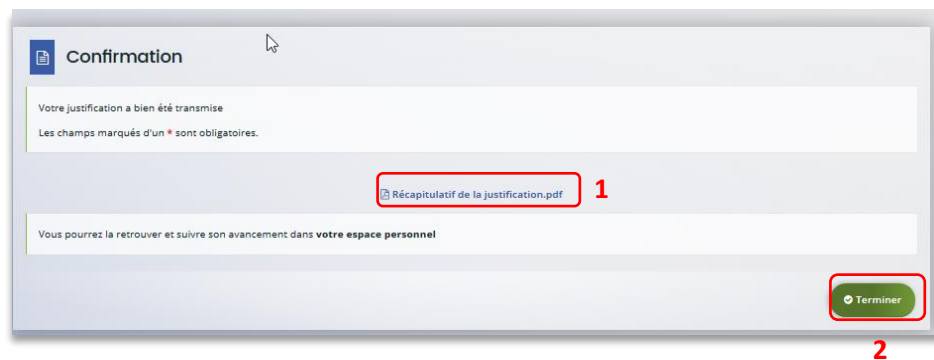 Confirmation
Votre justification a bien été transmise
Les champs marqués d'un * sont obligatoires.
Récapitulatif de la justification.pdf
1
Vous pourrez la retrouver et suivre son avancement dans votre espace personnel
Terminer
2